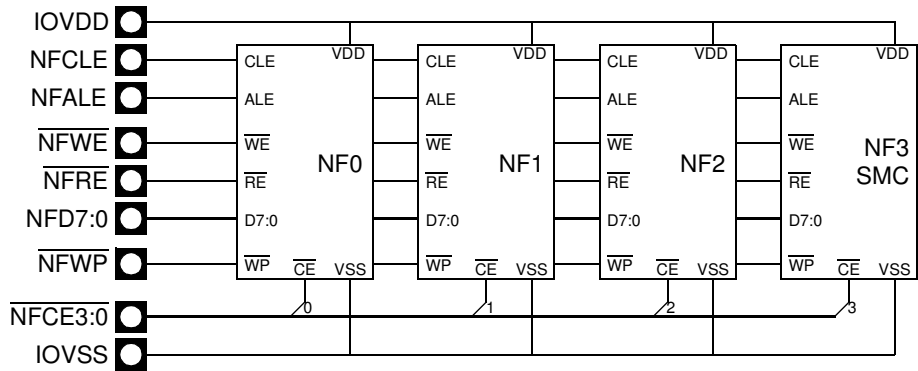 IOVDD
NFCLE
NFALE
NFWE
NFRE
NFD7:0
NFWP
NFCE3:0
IOVSS
VDD
CLE
ALE
WE
RE
D7:0
WP
CE
VSS
NF0
0
VDD
CLE
ALE
WE
RE
D7:0
WP
CE
VSS
NF1
1
VDD
CLE
ALE
WE
RE
D7:0
WP
CE
VSS
NF2
2
VDD
CLE
ALE
WE
RE
D7:0
WP
CE
VSS
NF3
SMC
3